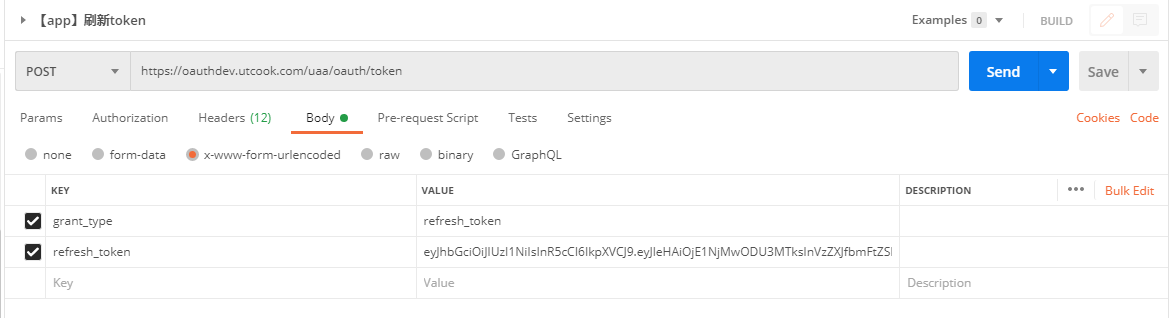 【app】刷新token Examples 0 BUILD
POST https://oauthdev.utcook.com/uaa/oauth/token Send Save
Params Authorization Headers (12) Body Pre-request Script Tests Settings Cookies Code
none form-data x-www-form-urlencoded raw binary GraphQL
KEY VALUE DESCRIPTION ••• Bulk Edit
grant_type refresh_token
refresh_token eyJhbGciOiJIUzI1NiIsInR5cCI6IkpXVCJ9.eyJleHAiOjE1NjMwODU3MTksInVzZXJfbmFtZSI
Key Value Description